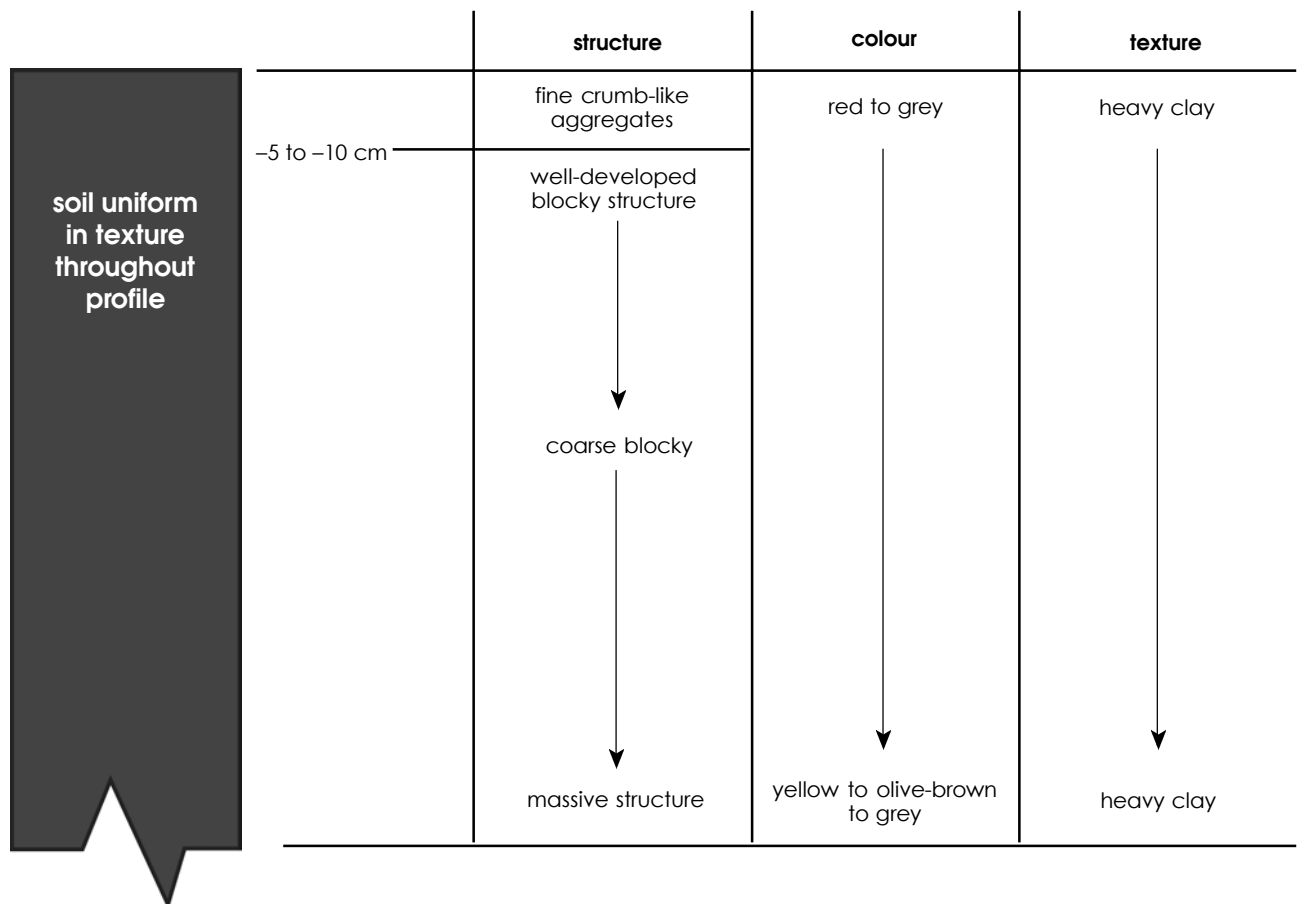 structure
colour
texture
soil uniform
in texture
throughout
profile
fine crumb-like
aggregates
red to grey
heavy clay
–5 to –10 cm
well-developed
blocky structure
coarse blocky
massive structure
yellow to olive-brown
to grey
heavy clay